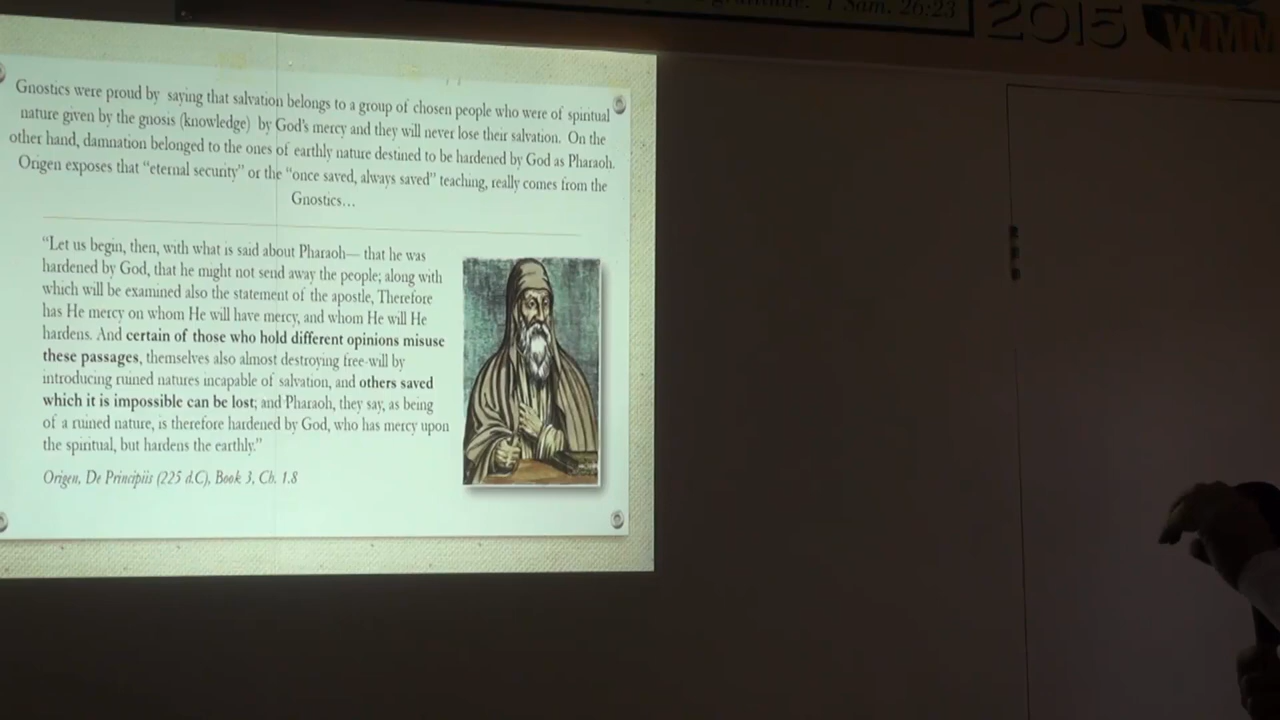 gratitude. 1 Sam. 26:23
2015
WMM
Gnostics were proud by saying that salvation belongs to a group of chosen people who were of spiritual
nature given by the gnosis (knowledge) by God's mercy and they will never lose their salvation. On the
other hand, damnation belonged to the ones of earthly nature destined to be hardened by God as Pharaoh.
Origen exposes that “eternal security” or the “once saved, always saved” teaching, really comes from the
Gnostics…
“Let us begin, then, with what is said about Pharaoh— that he was
hardened by God, that he might not send away the people; along with
which will be examined also the statement of the apostle, Therefore
has He mercy on whom He will have mercy, and whom He will He
hardens. And certain of those who hold different opinions misuse
these passages, themselves also almost destroying free-will by
introducing ruined natures incapable of salvation, and others saved
which it is impossible can be lost; and Pharaoh, they say, as being
of a ruined nature, is therefore hardened by God, who has mercy upon
the spiritual, but hardens the earthly.”
Origen, De Principiis (225 d.C), Book 3, Ch. 1.8